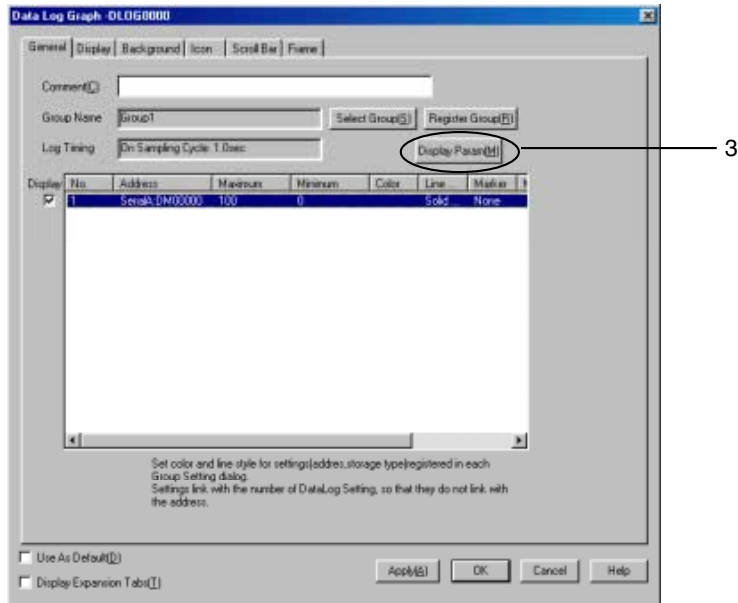 Data Log Graph -DLOG0000
General Display Background Icon Scroll Bar Frame
Comment(C)
Group Name Group1 Select Group(S) Register Group(R)
Log Timing On Sampling Cycle: 1.0sec Display Param(M) 3
Display No. Address Maximum Minimum Color Line ... Marker
1 SerialA:DM00000 100 0 Solid ... None
Set color and line style for settings(addres,storage type)registered in each
Group Setting dialog.
Settings link with the number of DataLog Setting, so that they do not link with
the address.
Use As Default(D)
Display Expansion Tabs(T)
Apply(A) OK Cancel Help